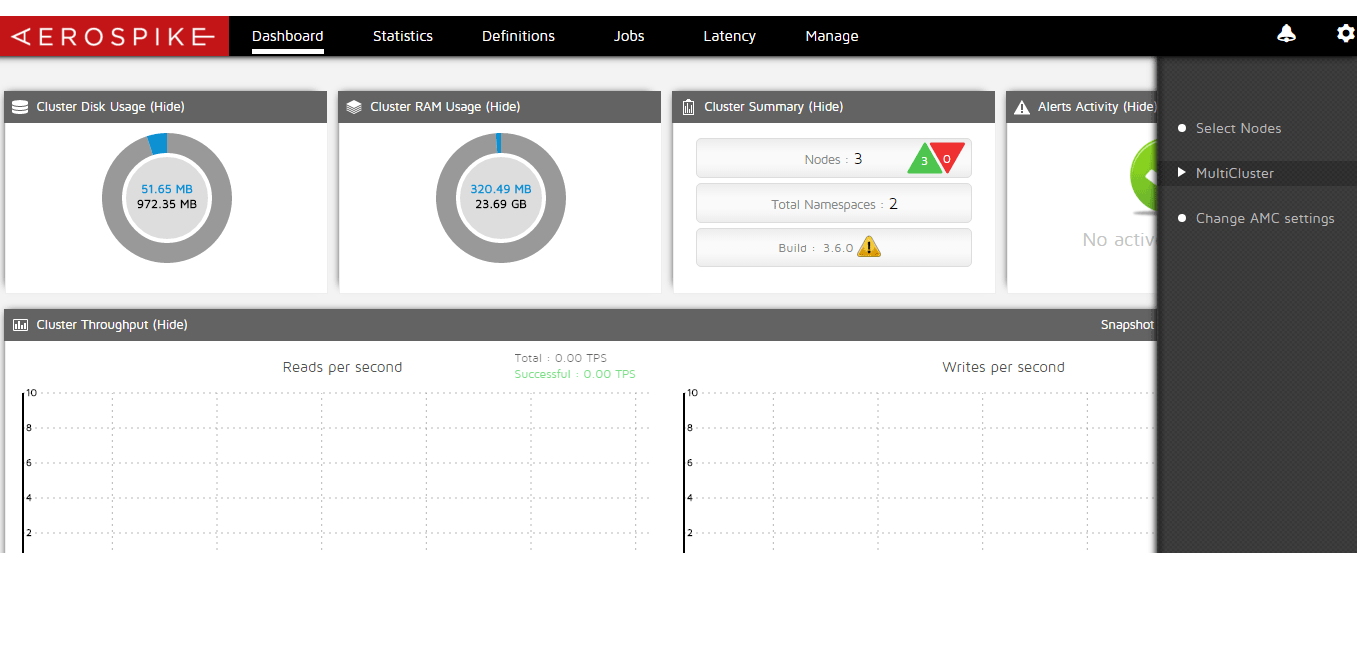 AEROSPIKE Dashboard Statistics Definitions Jobs Latency Manage
Cluster Disk Usage (Hide)
51.65 MB
972.35 MB
Cluster RAM Usage (Hide)
320.49 MB
23.69 GB
Cluster Summary (Hide)
Nodes : 3 3 0
Total Namespaces : 2
Build : 3.6.0
Alerts Activity (Hide)
No activ
Select Nodes
MultiCluster
Change AMC settings
Cluster Throughput (Hide) Snapshot
Reads per second
Total : 0.00 TPS
Successful : 0.00 TPS
10
8
6
4
2
Writes per second
10
8
6
4
2